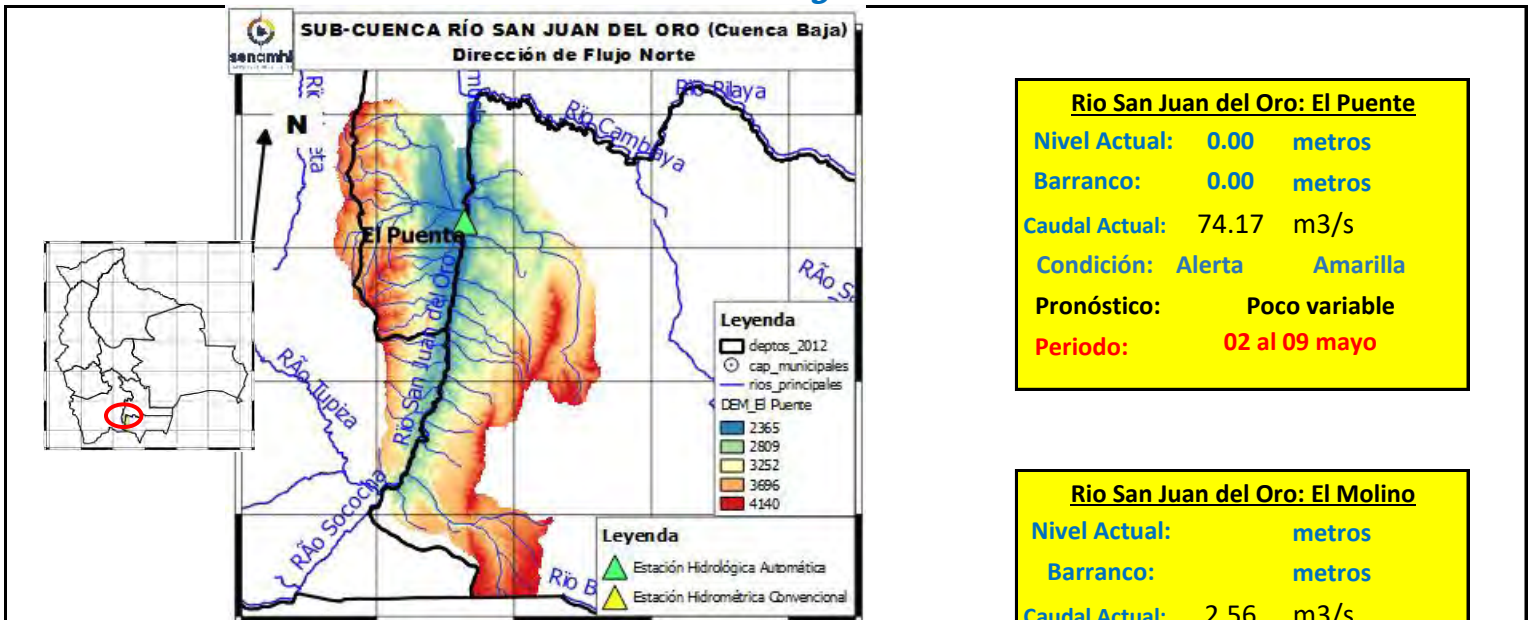 senamhi
SUB-CUENCA RÍO SAN JUAN DEL ORO (Cuenca Baja)
Dirección de Flujo Norte
N
RÃo Pilaya
Río Camblaya
El Puente
Río San Juan del Oro
RÃo S
RÃo Tupiza
RÃo Sococha
Río B
Leyenda
deptos_2012
cap_municipales
rios_principales
DEM_El Puente
2365
2809
3252
3696
4140
Leyenda
Estación Hidrológica Automática
Estación Hidrométrica Convencional
Rio San Juan del Oro: El Puente
Nivel Actual: 0.00 metros
Barranco: 0.00 metros
Caudal Actual: 74.17 m3/s
Condición: Alerta Amarilla
Pronóstico: Poco variable
Periodo: 02 al 09 mayo
Rio San Juan del Oro: El Molino
Nivel Actual: metros
Barranco: metros
Caudal Actual: 2.56 m3/s